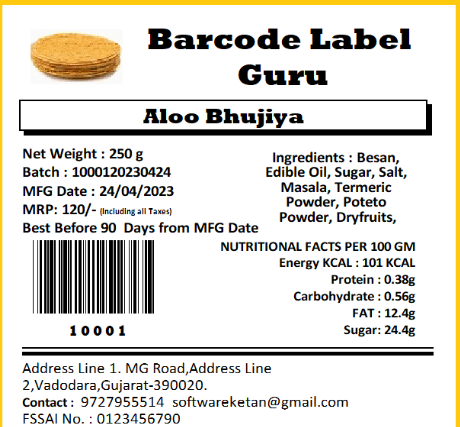 Barcode Label
Guru
Aloo Bhujiya
Net Weight : 250 g
Batch : 1000120230424
MFG Date : 24/04/2023
MRP: 120/- (Including all Taxes)
Best Before 90 Days from MFG Date
Ingredients : Besan,
Edible Oil, Sugar, Salt,
Masala, Termeric
Powder, Poteto
Powder, Dryfruits,
NUTRITIONAL FACTS PER 100 GM
Energy KCAL : 101 KCAL
Protein : 0.38g
Carbohydrate : 0.56g
FAT : 12.4g
Sugar: 24.4g
10001
Address Line 1. MG Road,Address Line
2,Vadodara,Gujarat-390020.
Contact : 9727955514 softwareketan@gmail.com
FSSAI No. : 0123456790